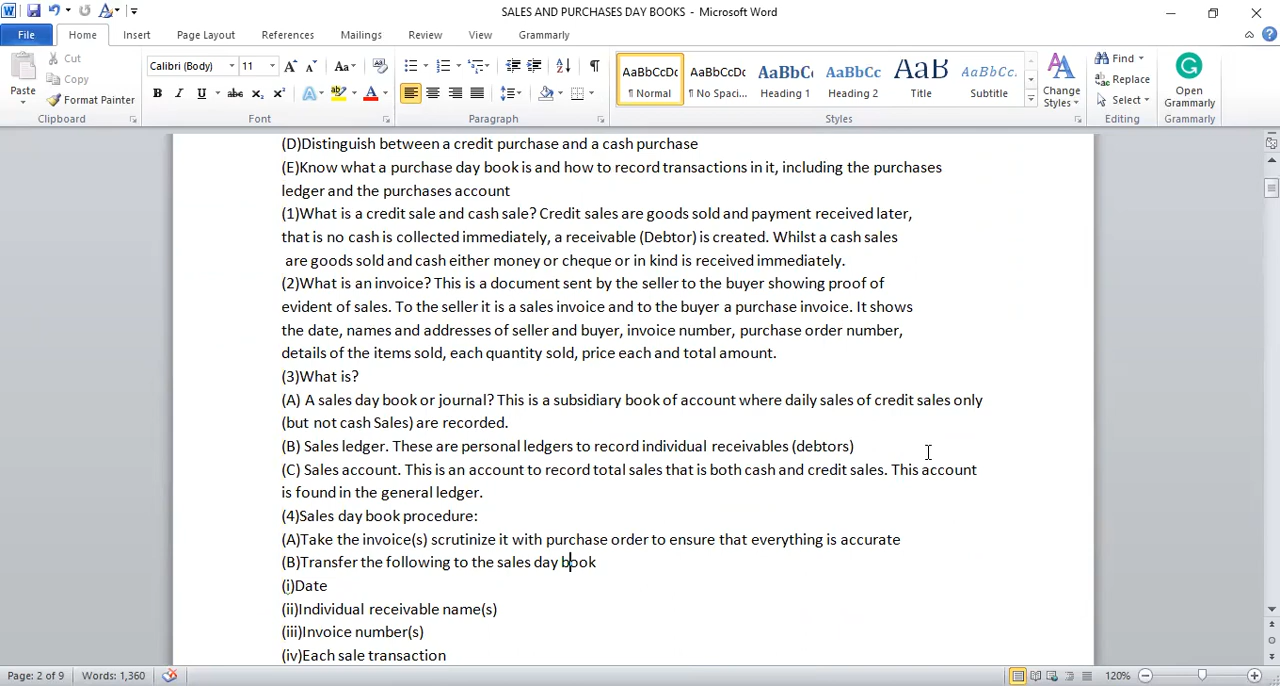 SALES AND PURCHASES DAY BOOKS - Microsoft Word
File Home Insert Page Layout References Mailings Review View Grammarly
Paste Cut Copy Format Painter
Calibri (Body) 11
AaBbCcDc AaBbCcDc AaBbC( AaBbCc AaB AaBbCc.
¶ Normal ¶ No Spaci... Heading 1 Heading 2 Title Subtitle
Change Styles
Find Replace Select
Open Grammarly
Clipboard Font Paragraph Styles Editing Grammarly
(D)Distinguish between a credit purchase and a cash purchase
(E)Know what a purchase day book is and how to record transactions in it, including the purchases
ledger and the purchases account
(1)What is a credit sale and cash sale? Credit sales are goods sold and payment received later,
that is no cash is collected immediately, a receivable (Debtor) is created. Whilst a cash sales
are goods sold and cash either money or cheque or in kind is received immediately.
(2)What is an invoice? This is a document sent by the seller to the buyer showing proof of
evident of sales. To the seller it is a sales invoice and to the buyer a purchase invoice. It shows
the date, names and addresses of seller and buyer, invoice number, purchase order number,
details of the items sold, each quantity sold, price each and total amount.
(3)What is?
(A) A sales day book or journal? This is a subsidiary book of account where daily sales of credit sales only
(but not cash Sales) are recorded.
(B) Sales ledger. These are personal ledgers to record individual receivables (debtors)
(C) Sales account. This is an account to record total sales that is both cash and credit sales. This account
is found in the general ledger.
(4)Sales day book procedure:
(A)Take the invoice(s) scrutinize it with purchase order to ensure that everything is accurate
(B)Transfer the following to the sales day book
(i)Date
(ii)Individual receivable name(s)
(iii)Invoice number(s)
(iv)Each sale transaction
Page: 2 of 9 Words: 1,360 120%